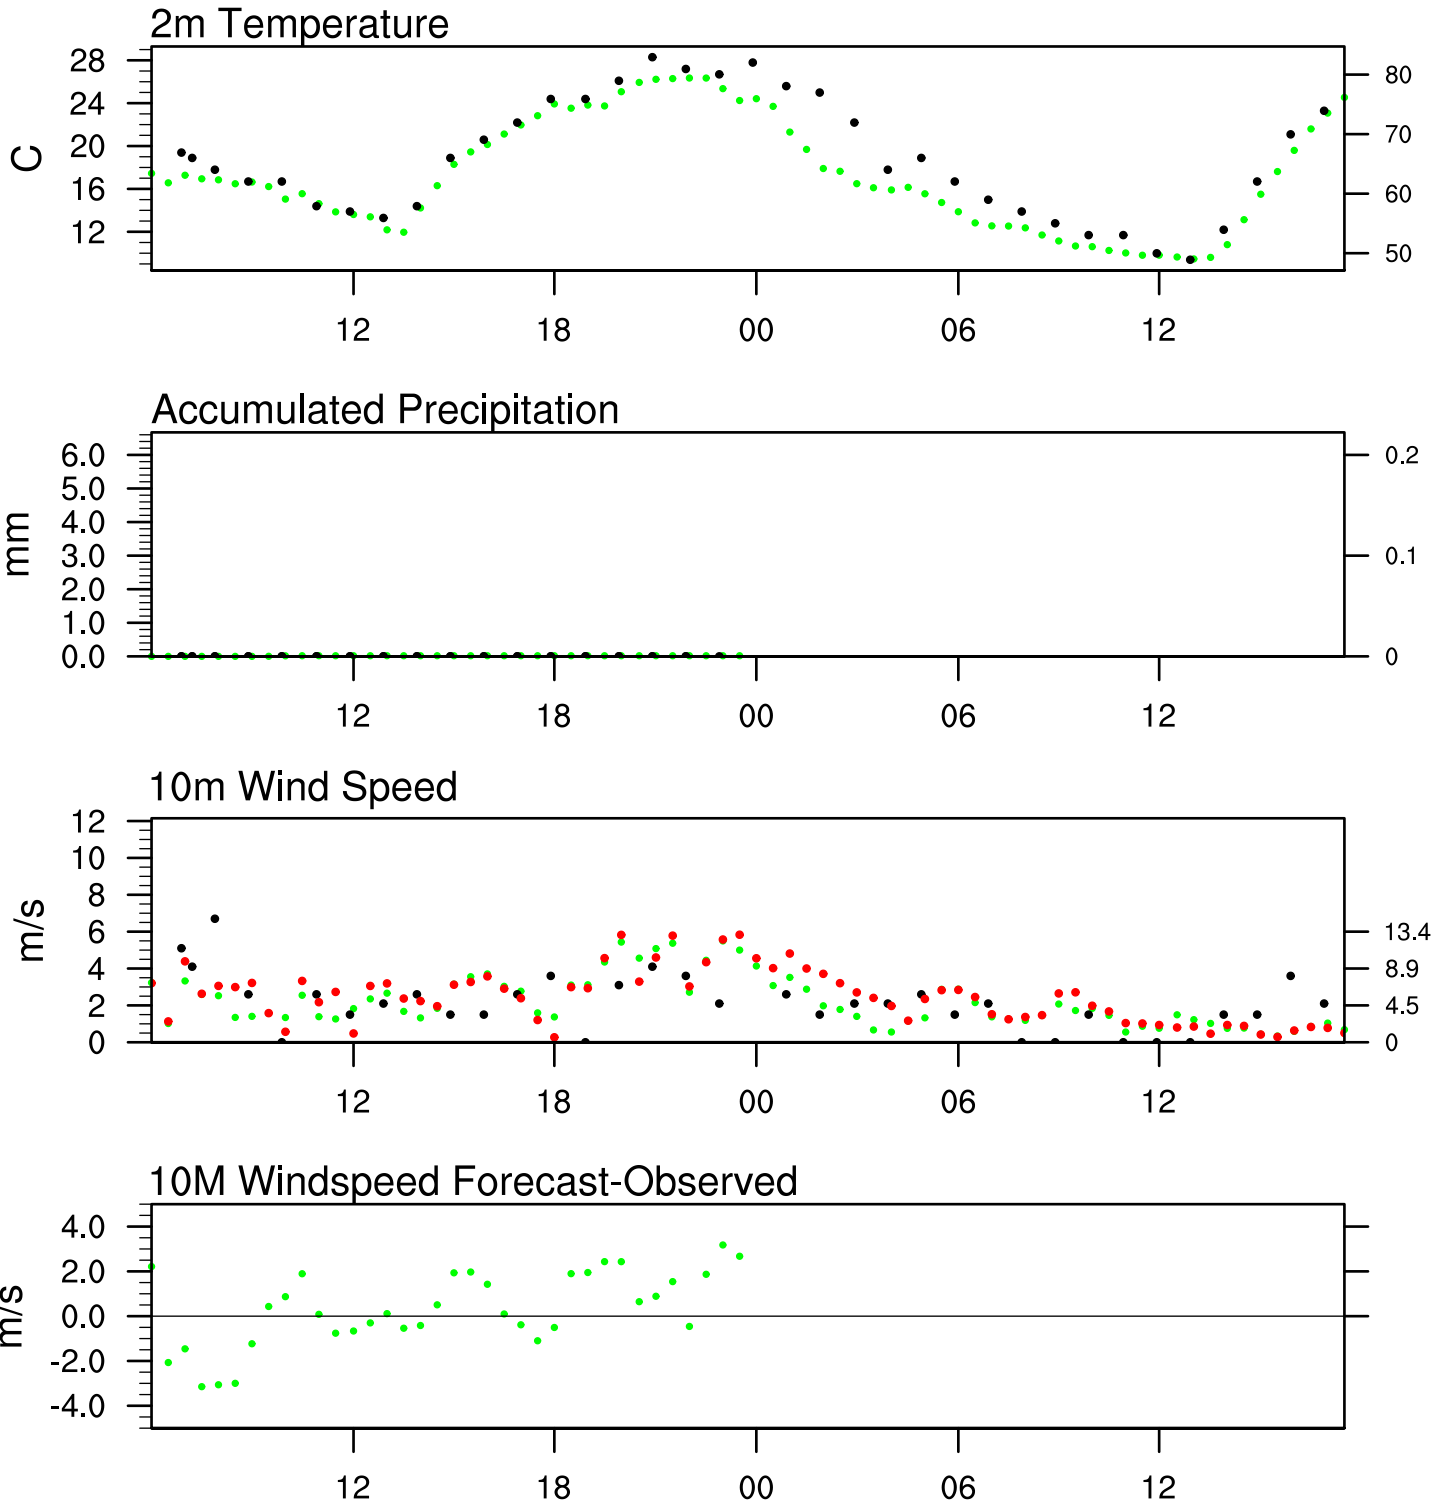 2m Temperature
28
24
20
16
12
C
80
70
60
50
12 18 00 06 12
Accumulated Precipitation
6.0
5.0
4.0
3.0
2.0
1.0
0.0
mm
0.2
0.1
0
12 18 00 06 12
10m Wind Speed
12
10
8
6
4
2
0
m/s
13.4
8.9
4.5
0
12 18 00 06 12
10M Windspeed Forecast-Observed
4.0
2.0
0.0
-2.0
-4.0
m/s
12 18 00 06 12